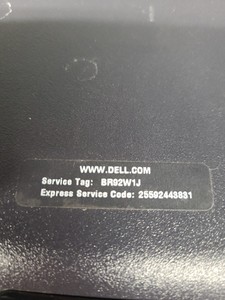 WWW.DELL.COM
Service Tag: BR92W1J
Express Service Code: 25592443831